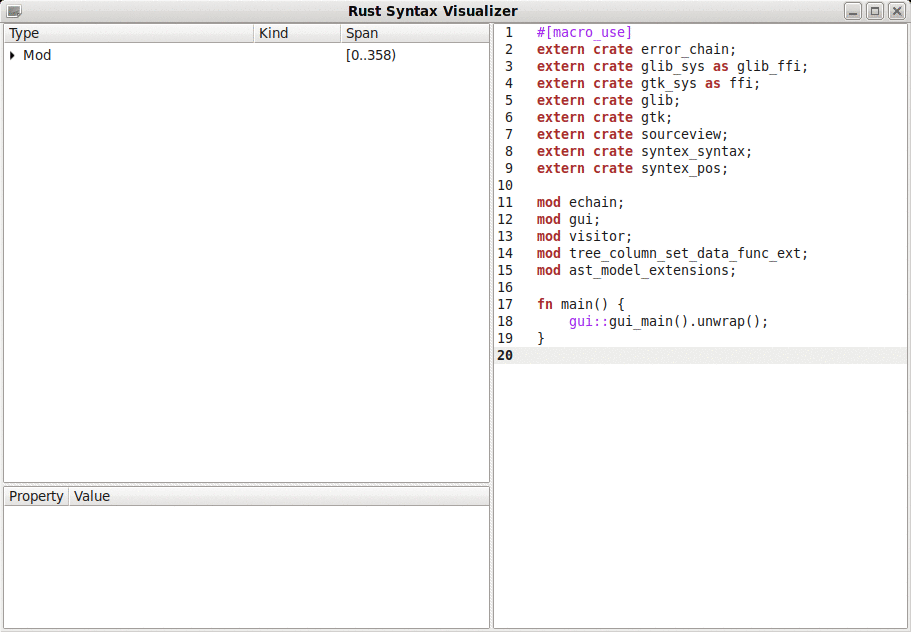 Rust Syntax Visualizer
Type Kind Span
Mod [0..358)
Property Value
1 #[macro_use]
2 extern crate error_chain;
3 extern crate glib_sys as glib_ffi;
4 extern crate gtk_sys as ffi;
5 extern crate glib;
6 extern crate gtk;
7 extern crate sourceview;
8 extern crate syntex_syntax;
9 extern crate syntex_pos;
10
11 mod echain;
12 mod gui;
13 mod visitor;
14 mod tree_column_set_data_func_ext;
15 mod ast_model_extensions;
16
17 fn main() {
18     gui::gui_main().unwrap();
19 }
20